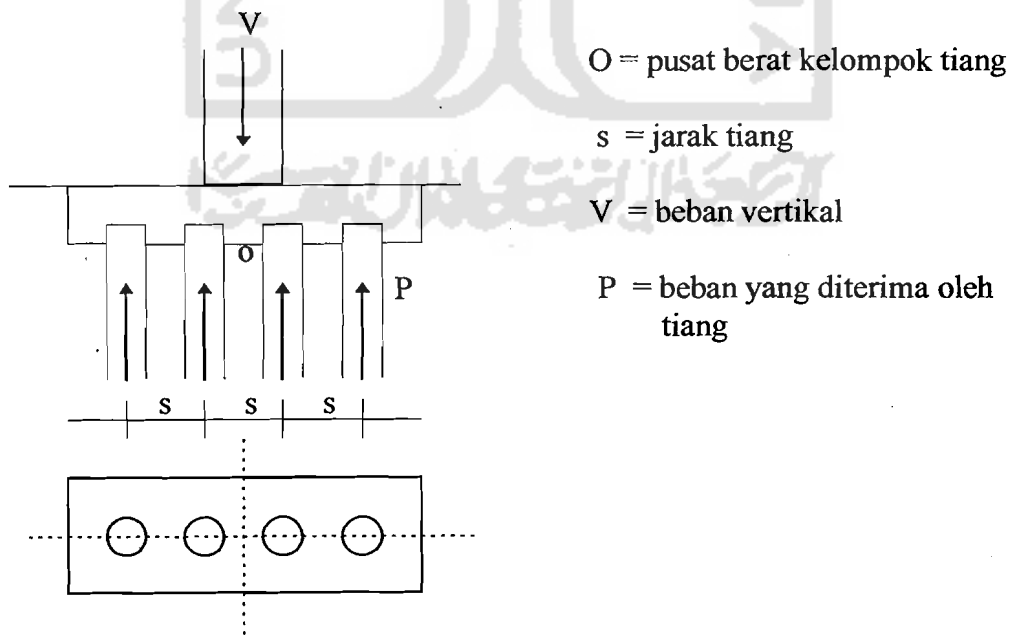 V
O = pusat berat kelompok tiang
s = jarak tiang
V = beban vertikal
o
P
P = beban yang diterima oleh
tiang
s s s